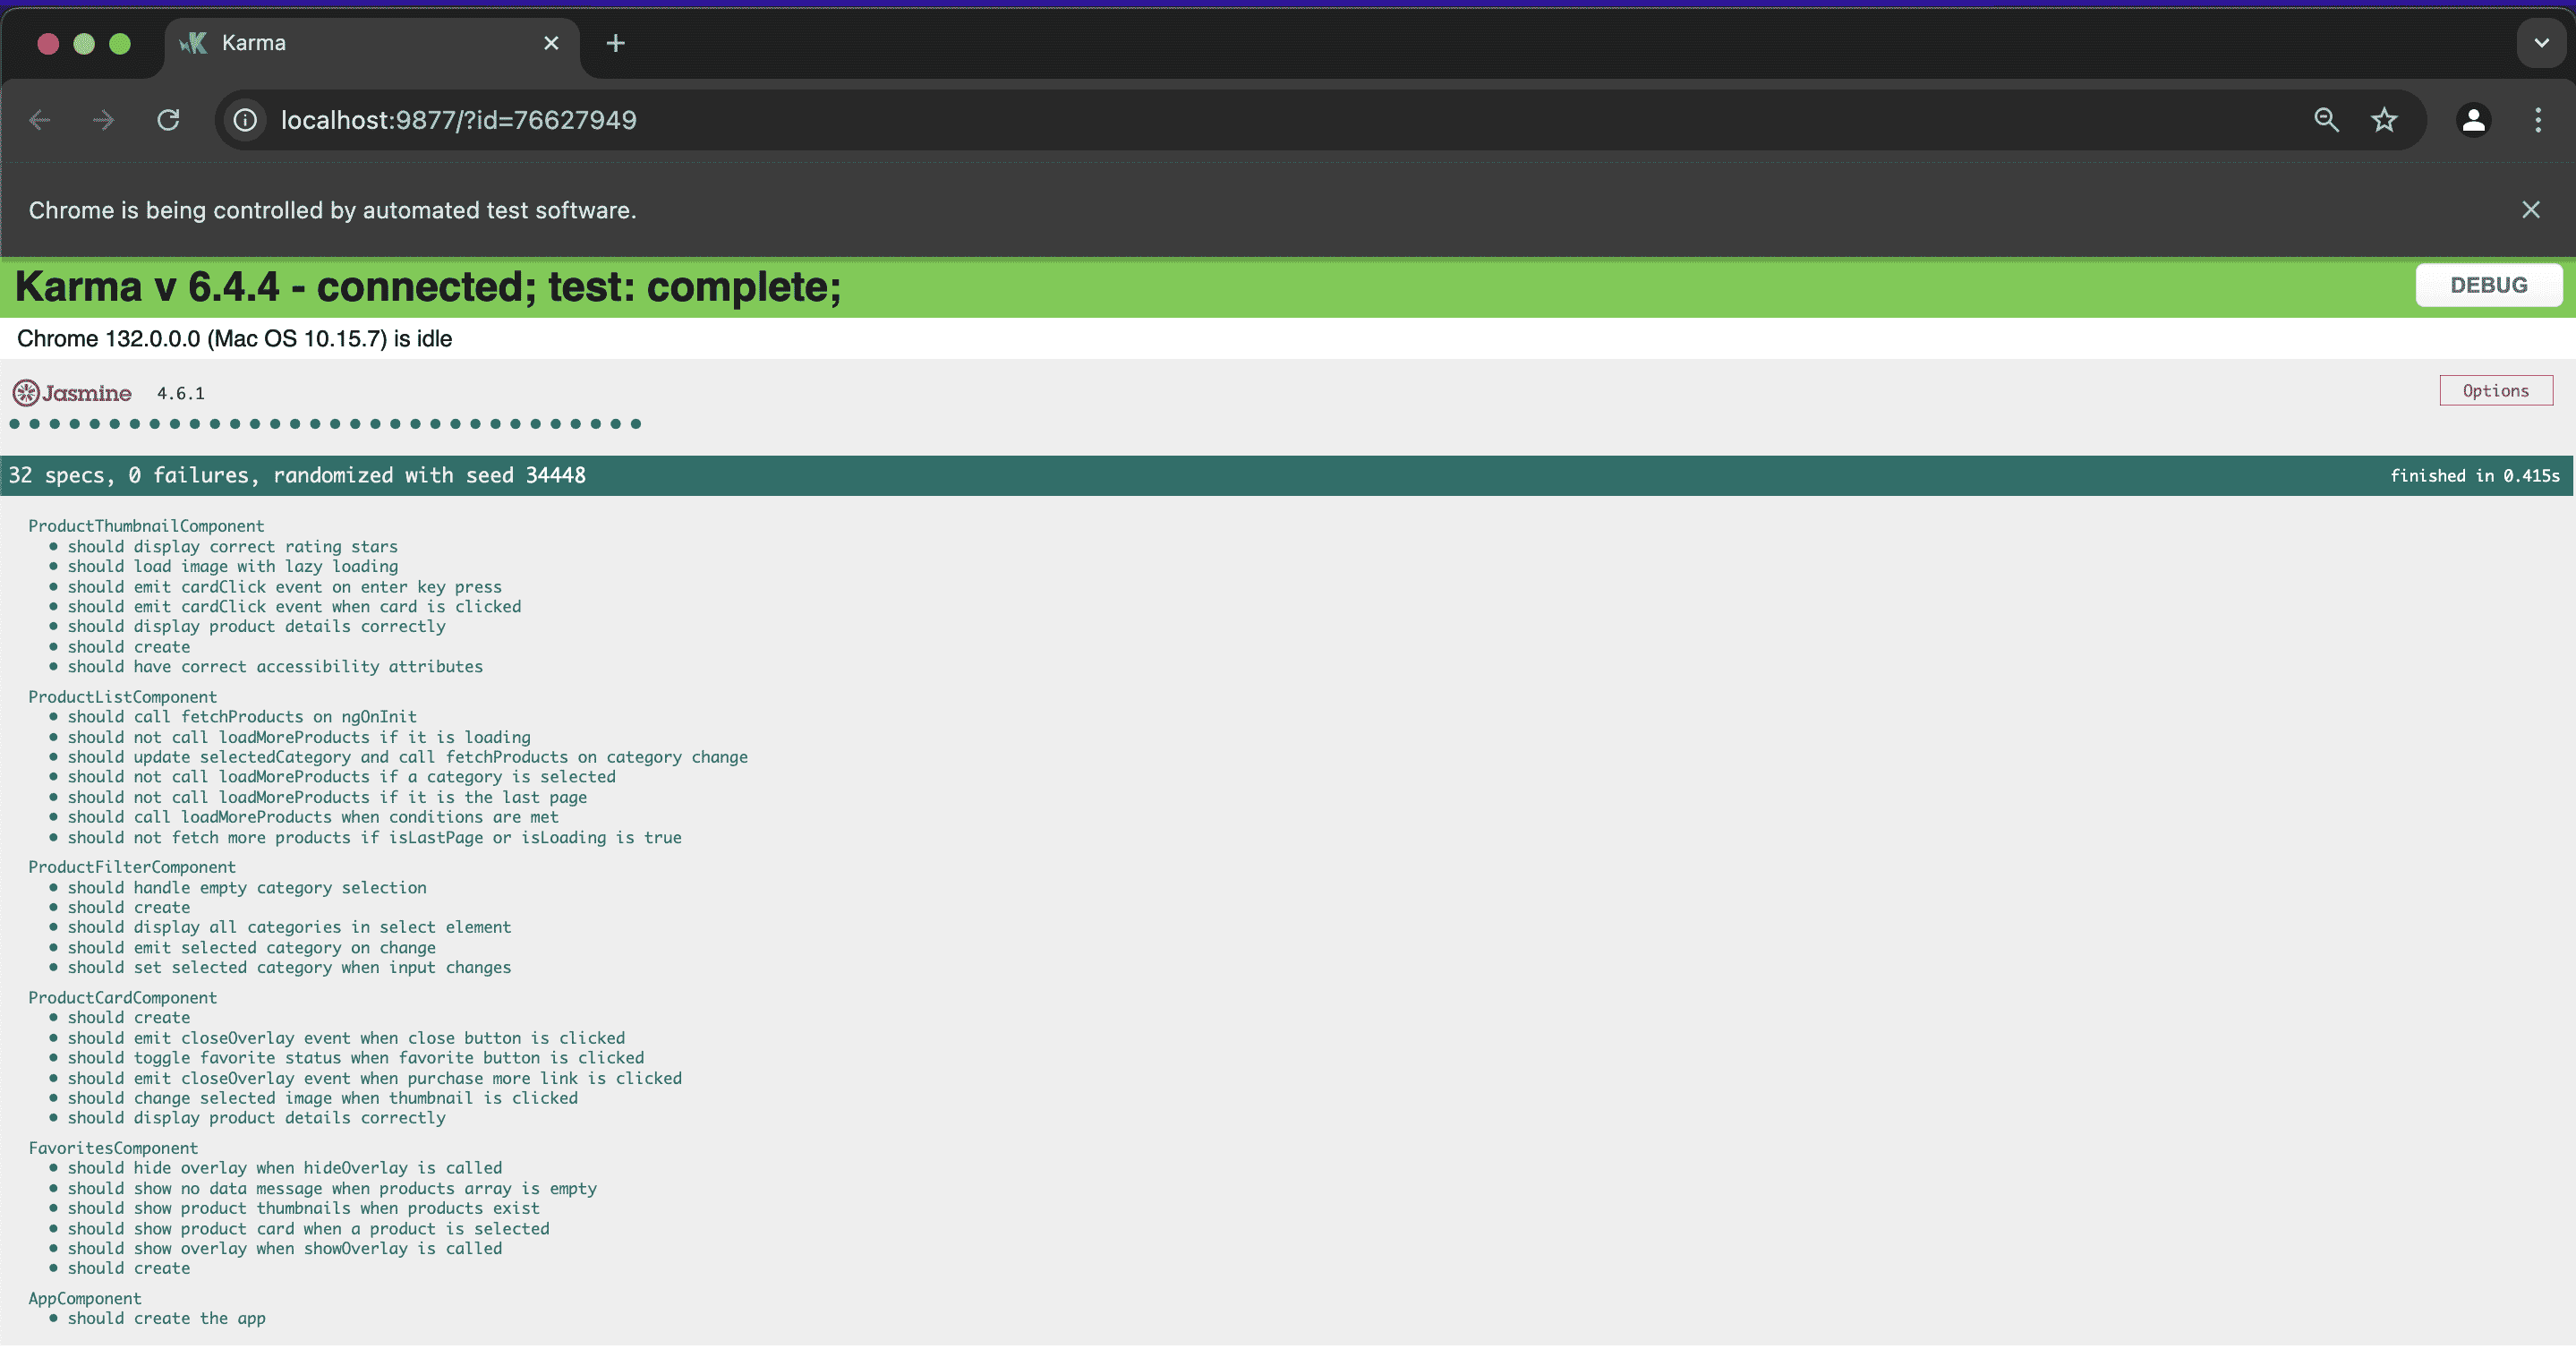 Karma
localhost:9877/?id=76627949
Chrome is being controlled by automated test software.
Karma v 6.4.4 - connected; test: complete;
DEBUG
Chrome 132.0.0.0 (Mac OS 10.15.7) is idle
Jasmine 4.6.1
Options
32 specs, 0 failures, randomized with seed 34448
finished in 0.415s
ProductThumbnailComponent
• should display correct rating stars
• should load image with lazy loading
• should emit cardClick event on enter key press
• should emit cardClick event when card is clicked
• should display product details correctly
• should create
• should have correct accessibility attributes
ProductListComponent
• should call fetchProducts on ngOnInit
• should not call loadMoreProducts if it is loading
• should update selectedCategory and call fetchProducts on category change
• should not call loadMoreProducts if a category is selected
• should not call loadMoreProducts if it is the last page
• should call loadMoreProducts when conditions are met
• should not fetch more products if isLastPage or isLoading is true
ProductFilterComponent
• should handle empty category selection
• should create
• should display all categories in select element
• should emit selected category on change
• should set selected category when input changes
ProductCardComponent
• should create
• should emit closeOverlay event when close button is clicked
• should toggle favorite status when favorite button is clicked
• should emit closeOverlay event when purchase more link is clicked
• should change selected image when thumbnail is clicked
• should display product details correctly
FavoritesComponent
• should hide overlay when hideOverlay is called
• should show no data message when products array is empty
• should show product thumbnails when products exist
• should show product card when a product is selected
• should show overlay when showOverlay is called
• should create
AppComponent
• should create the app